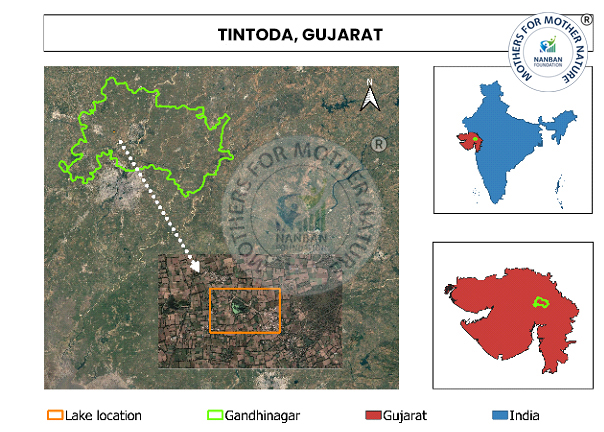 TINTODA, GUJARAT
®
MOTHERS FOR MOTHER NATURE
NANBAN
FOUNDATION
N
®
MOTHERS FOR MOTHER NATURE
NANBAN
FOUNDATION
Lake location
Gandhinagar
Gujarat
India